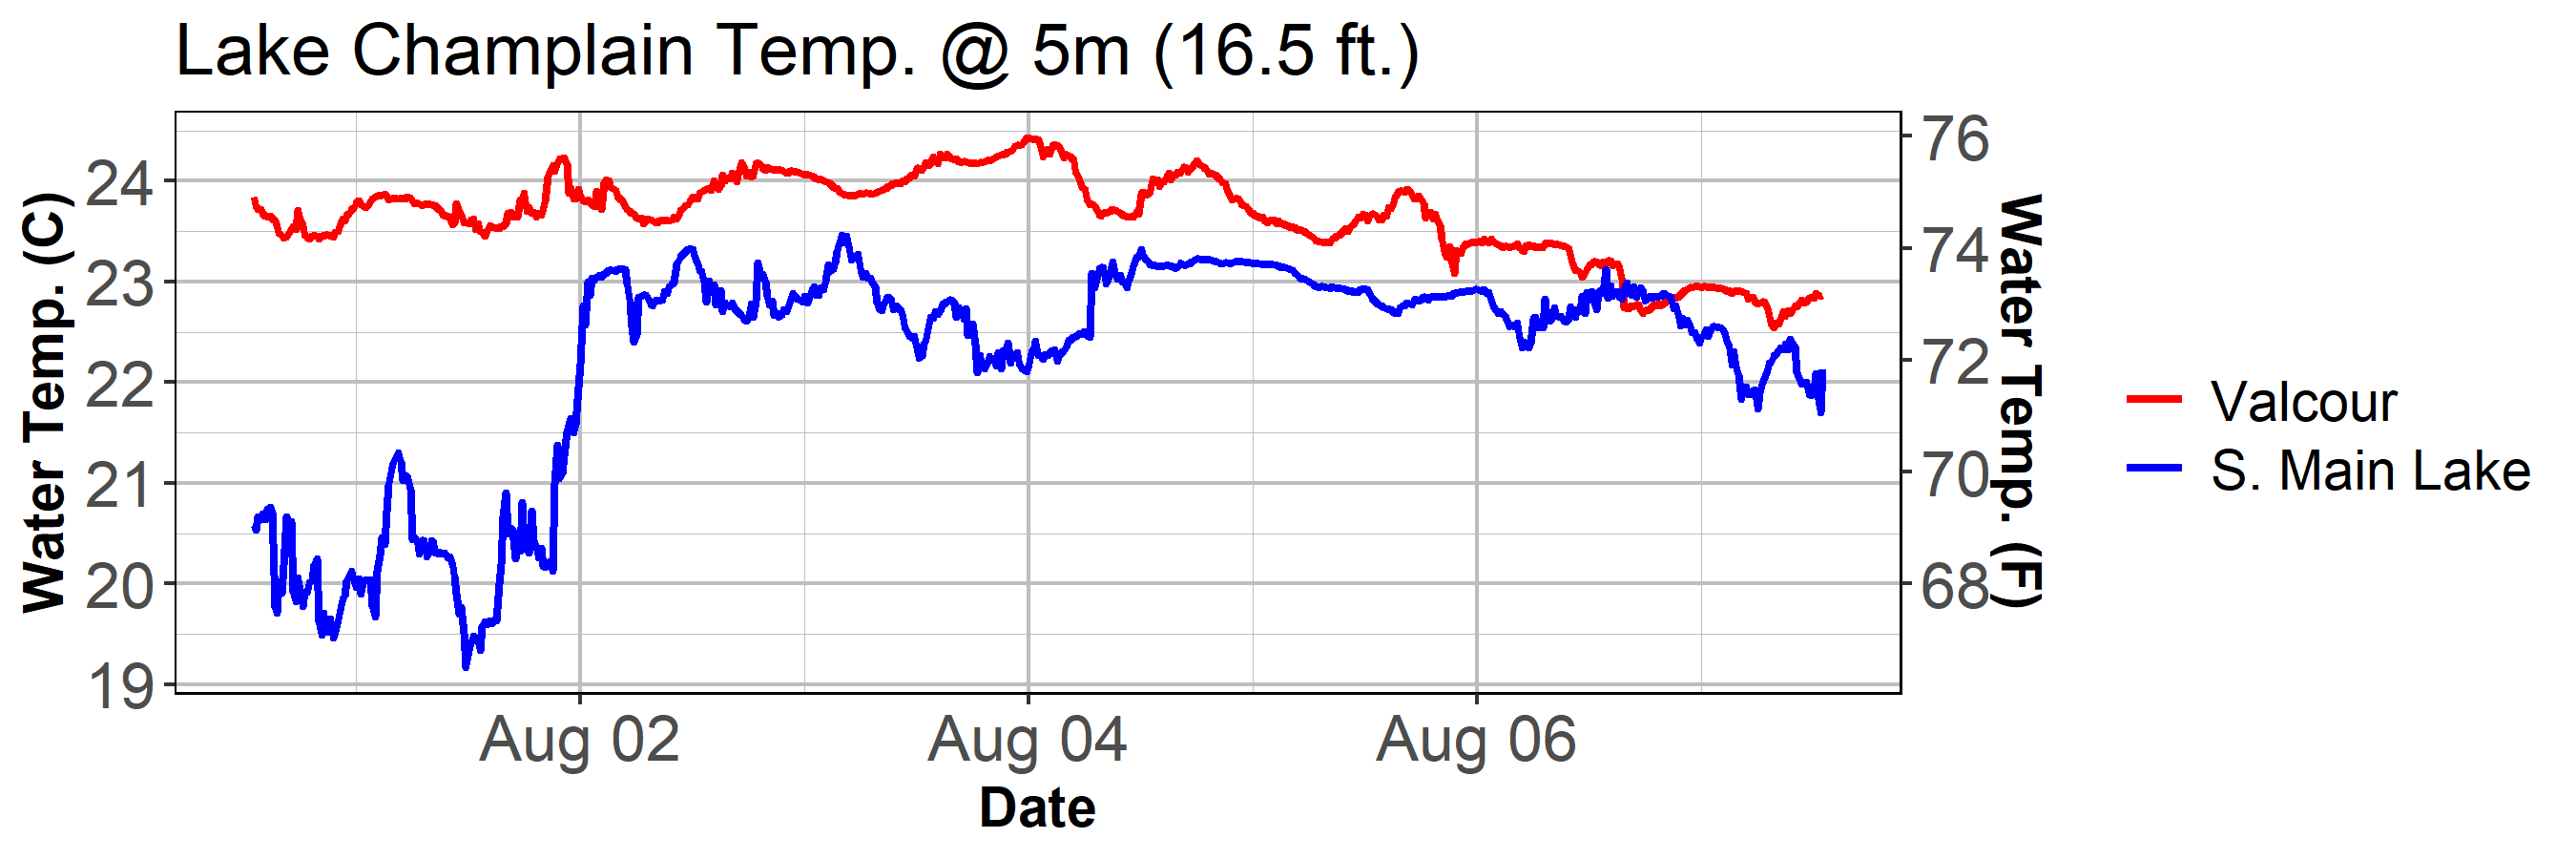 Lake Champlain Temp. @ 5m (16.5 ft.)
Water Temp. (C)
24
23
22
21
20
19
76
74
72
70
68
Water Temp. (F)
Aug 02
Aug 04
Aug 06
Date
Valcour
S. Main Lake